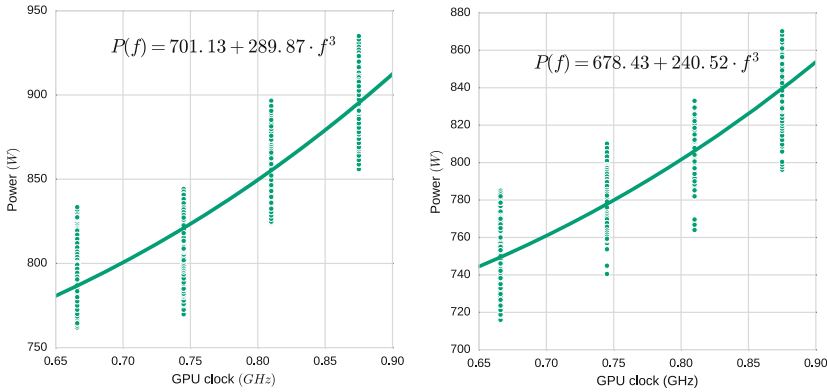 950
900
850
800
750
Power (W)
P(f) = 701.13 + 289.87 · f³
0.65 0.70 0.75 0.80 0.85 0.90
GPU clock (GHz)
880
860
840
820
800
780
760
740
720
700
Power (W)
P(f) = 678.43 + 240.52 · f³
0.65 0.70 0.75 0.80 0.85 0.90
GPU clock (GHz)